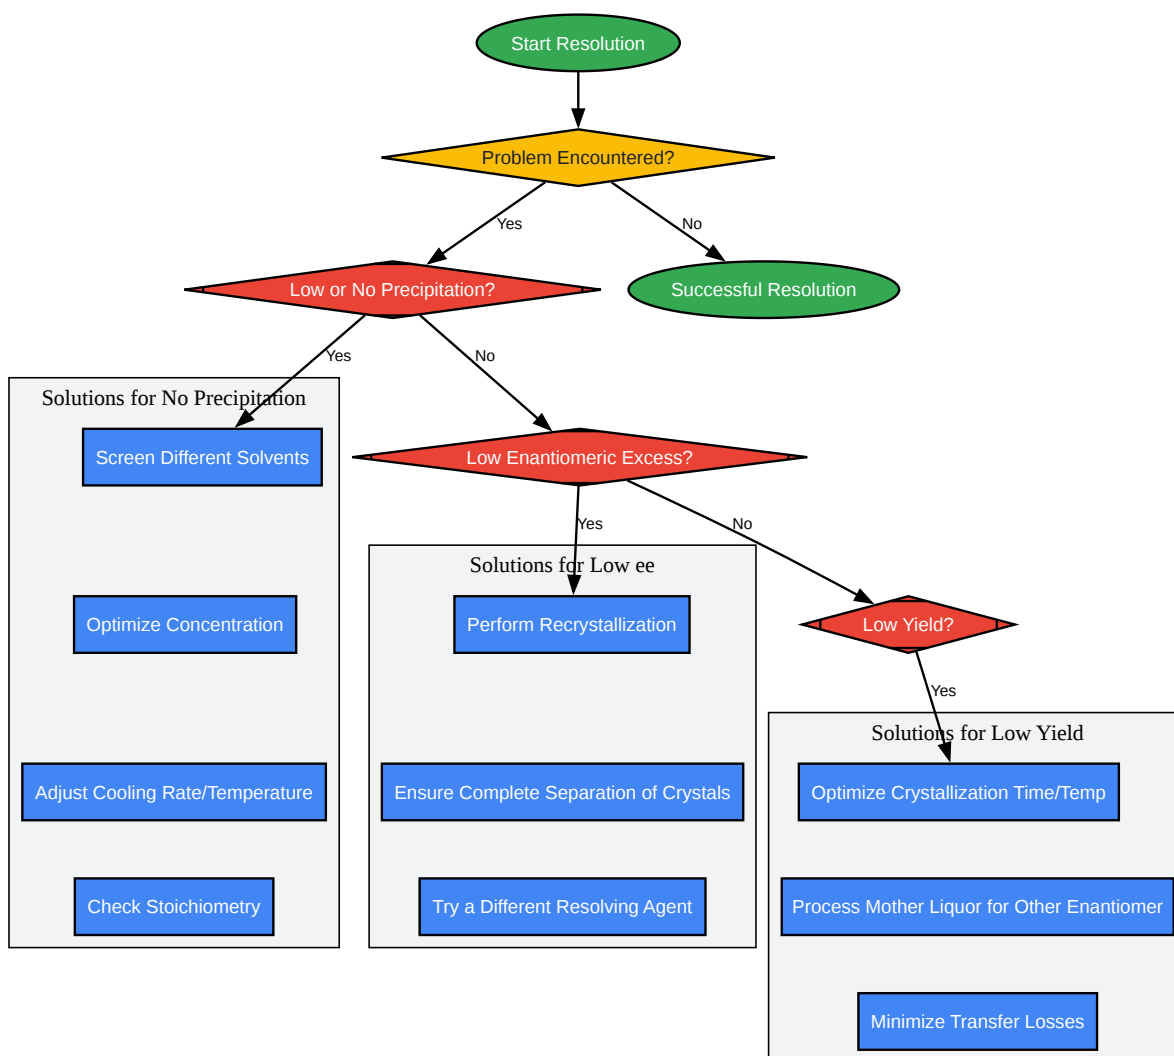 Start Resolution
Problem Encountered?
Yes
No
Low or No Precipitation?
Successful Resolution
Yes
No
Solutions for No Precipitation
Screen Different Solvents
Optimize Concentration
Adjust Cooling Rate/Temperature
Check Stoichiometry
Low Enantiomeric Excess?
Yes
No
Solutions for Low ee
Perform Recrystallization
Ensure Complete Separation of Crystals
Try a Different Resolving Agent
Low Yield?
Yes
Solutions for Low Yield
Optimize Crystallization Time/Temp
Process Mother Liquor for Other Enantiomer
Minimize Transfer Losses